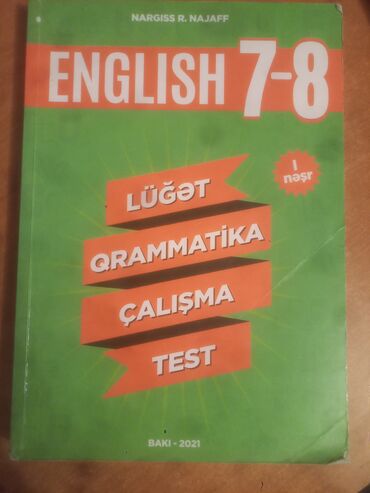 NARGISS R. NAJAFF
ENGLISH 7-8
I
nəşr
LÜĞƏT
QRAMMATİKA
ÇALIŞMA
TEST
BAKI - 2021